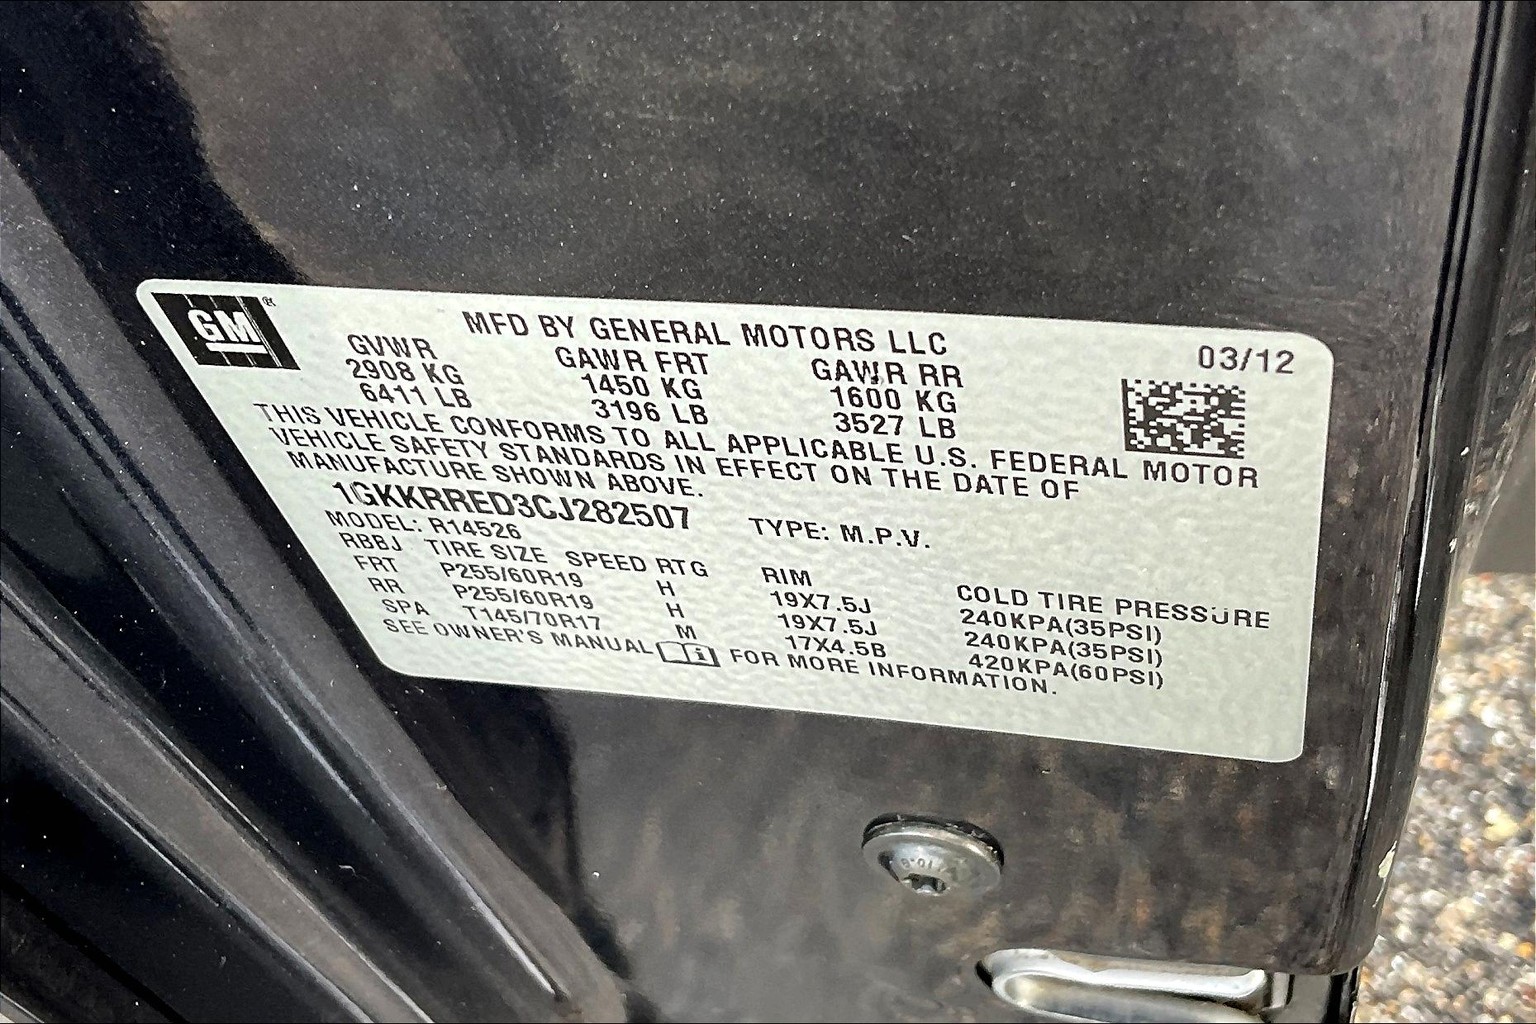 GM®
MFD BY GENERAL MOTORS LLC
03/12
GVWR GAWR FRT GAWR RR
2908 KG 1450 KG 1600 KG
6411 LB 3196 LB 3527 LB
THIS VEHICLE CONFORMS TO ALL APPLICABLE U.S. FEDERAL MOTOR
VEHICLE SAFETY STANDARDS IN EFFECT ON THE DATE OF
MANUFACTURE SHOWN ABOVE.
1GKKRRED3CJ282507 TYPE: M.P.V.
MODEL: R14526
RBBJ TIRE SIZE SPEED RTG RIM COLD TIRE PRESSURE
FRT P255/60R19 H 19X7.5J 240KPA(35PSI)
RR P255/60R19 H 19X7.5J 240KPA(35PSI)
SPA T145/70R17 M 17X4.5B 420KPA(60PSI)
SEE OWNER'S MANUAL FOR MORE INFORMATION.
10.9